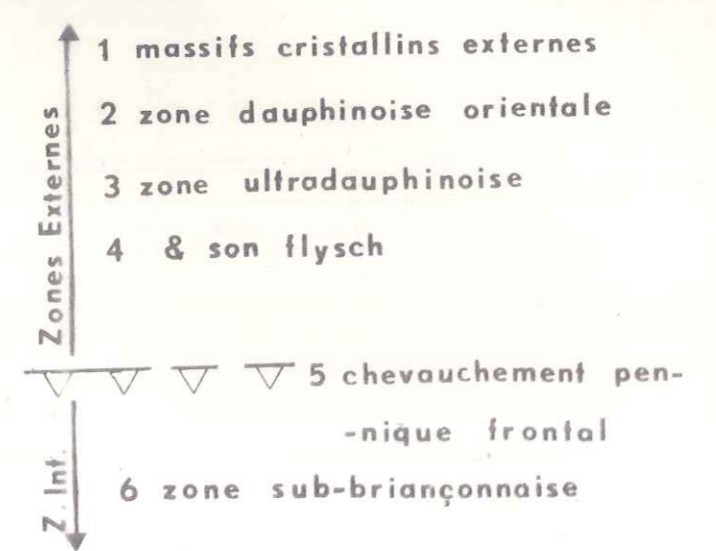 Zones Externes
1 massifs cristallins externes
2 zone dauphinoise orientale
3 zone ultradauphinoise
4 & son flysch
5 chevauchement pen-
-nique frontal
Z. Int.
6 zone sub-briançonnaise